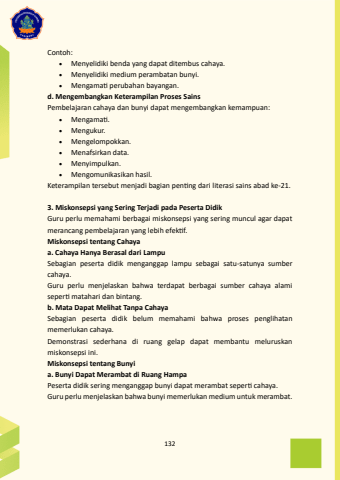 Contoh:
• Menyelidiki benda yang dapat ditembus cahaya.
• Menyelidiki medium perambatan bunyi.
• Mengamati perubahan bayangan.
d. Mengembangkan Keterampilan Proses Sains
Pembelajaran cahaya dan bunyi dapat mengembangkan kemampuan:
• Mengamati.
• Mengukur.
• Mengelompokkan.
• Menafsirkan data.
• Menyimpulkan.
• Mengomunikasikan hasil.
Keterampilan tersebut menjadi bagian penting dari literasi sains abad ke-21.
3. Miskonsepsi yang Sering Terjadi pada Peserta Didik
Guru perlu memahami berbagai miskonsepsi yang sering muncul agar dapat
merancang pembelajaran yang lebih efektif.
Miskonsepsi tentang Cahaya
a. Cahaya Hanya Berasal dari Lampu
Sebagian peserta didik menganggap lampu sebagai satu-satunya sumber
cahaya.
Guru perlu menjelaskan bahwa terdapat berbagai sumber cahaya alami
seperti matahari dan bintang.
b. Mata Dapat Melihat Tanpa Cahaya
Sebagian peserta didik belum memahami bahwa proses penglihatan
memerlukan cahaya.
Demonstrasi sederhana di ruang gelap dapat membantu meluruskan
miskonsepsi ini.
Miskonsepsi tentang Bunyi
a. Bunyi Dapat Merambat di Ruang Hampa
Peserta didik sering menganggap bunyi dapat merambat seperti cahaya.
Guru perlu menjelaskan bahwa bunyi memerlukan medium untuk merambat.
132